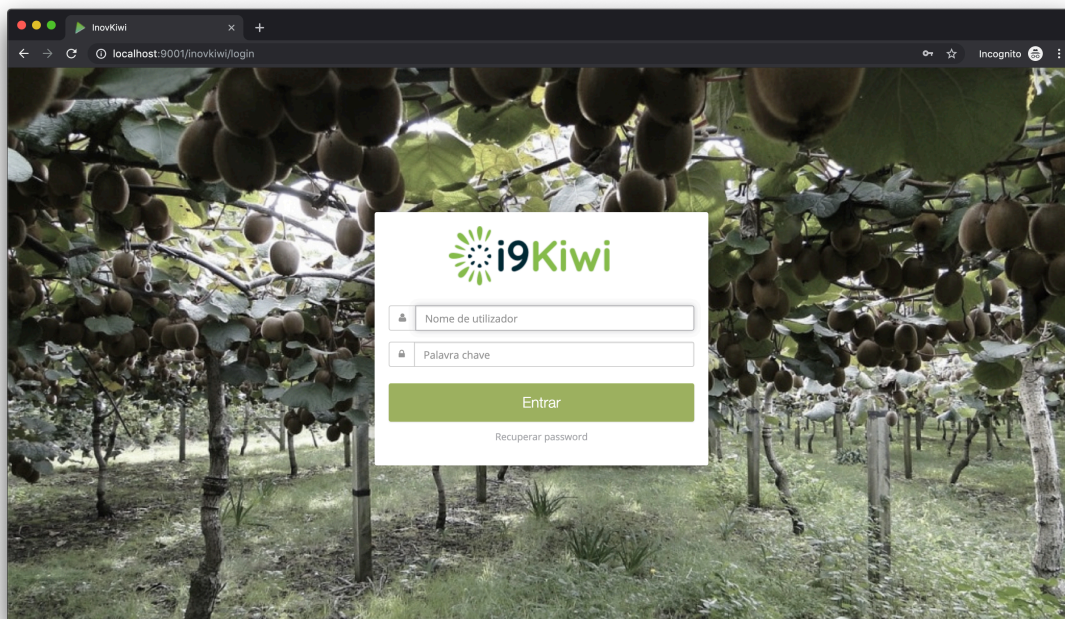 InovKiwi
localhost:9001/inovkiwi/login
Incognito
i9Kiwi
Nome de utilizador
Palavra chave
Entrar
Recuperar password